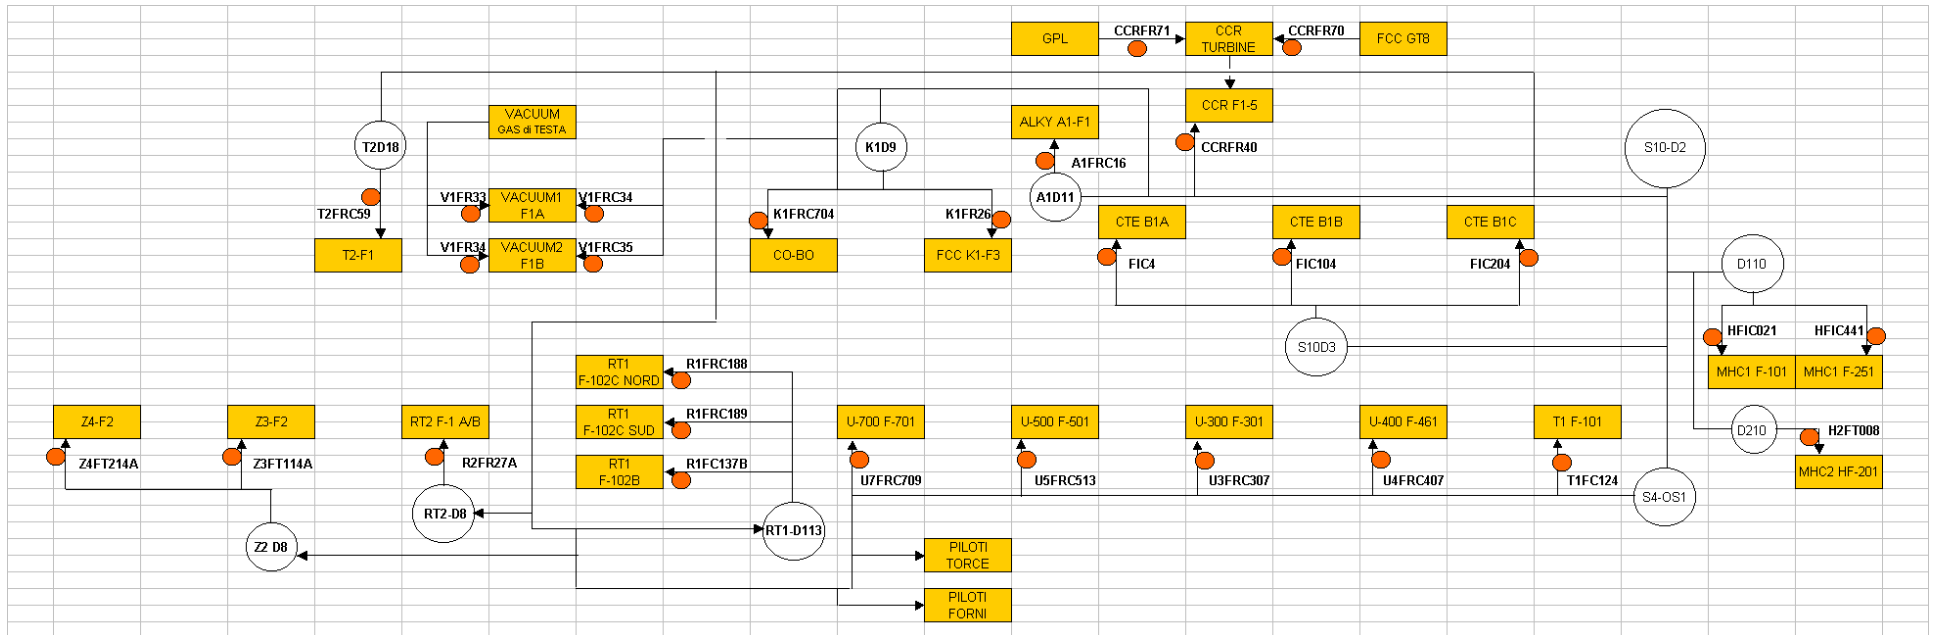 GPL
CCRFR71
CCR
TURBINE
CCRFR70
FCC GT8
VACUUM
GAS di TESTA
CCR F1-5
ALKY A1-F1
T2D18
K1D9
CCRFR40
S10-D2
A1FRC16
A1D11
T2FRC59
V1FR33
VACUUM1
F1A
V1FRC34
K1FRC704
K1FR26
CTE B1A
CTE B1B
CTE B1C
T2-F1
V1FR34
VACUUM2
F1B
V1FRC35
CO-BO
FCC K1-F3
FIC4
FIC104
FIC204
D110
HFIC021
HFIC441
S10D3
RT1
F-102C NORD
R1FRC188
MHC1 F-101
MHC1 F-251
Z4-F2
Z3-F2
RT2 F-1 A/B
RT1
F-102C SUD
R1FRC189
U-700 F-701
U-500 F-501
U-300 F-301
U-400 F-461
T1 F-101
D210
H2FT008
Z4FT214A
Z3FT114A
R2FR27A
RT1
F-102B
R1FC137B
U7FRC709
U5FRC513
U3FRC307
U4FRC407
T1FC124
MHC2 HF-201
S4-OS1
RT2-D8
RT1-D113
Z2 D8
PILOTI
TORCE
PILOTI
FORNI